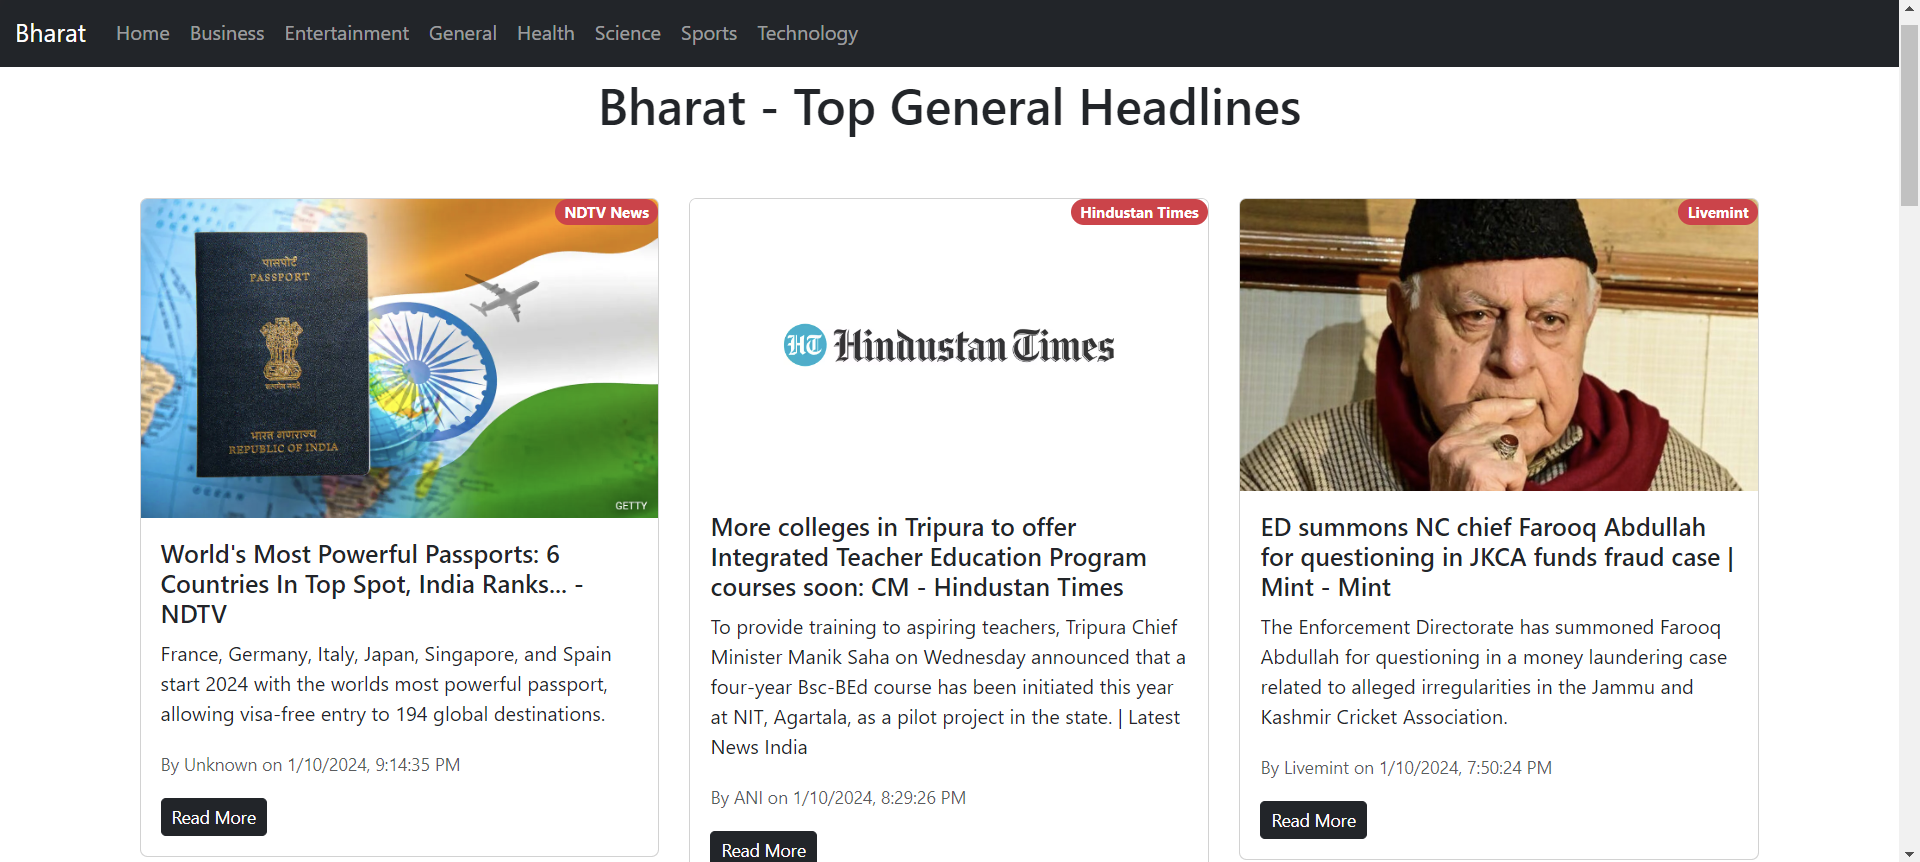 Bharat Home Business Entertainment General Health Science Sports Technology
Bharat - Top General Headlines
NDTV News
पासपोर्ट
PASSPORT
सत्यमेव जयते
भारत गणराज्य
REPUBLIC OF INDIA
GETTY
World's Most Powerful Passports: 6
Countries In Top Spot, India Ranks... -
NDTV
France, Germany, Italy, Japan, Singapore, and Spain
start 2024 with the worlds most powerful passport,
allowing visa-free entry to 194 global destinations.
By Unknown on 1/10/2024, 9:14:35 PM
Read More
Hindustan Times
HT Hindustan Times
More colleges in Tripura to offer
Integrated Teacher Education Program
courses soon: CM - Hindustan Times
To provide training to aspiring teachers, Tripura Chief
Minister Manik Saha on Wednesday announced that a
four-year Bsc-BEd course has been initiated this year
at NIT, Agartala, as a pilot project in the state. | Latest
News India
By ANI on 1/10/2024, 8:29:26 PM
Read More
Livemint
ED summons NC chief Farooq Abdullah
for questioning in JKCA funds fraud case |
Mint - Mint
The Enforcement Directorate has summoned Farooq
Abdullah for questioning in a money laundering case
related to alleged irregularities in the Jammu and
Kashmir Cricket Association.
By Livemint on 1/10/2024, 7:50:24 PM
Read More